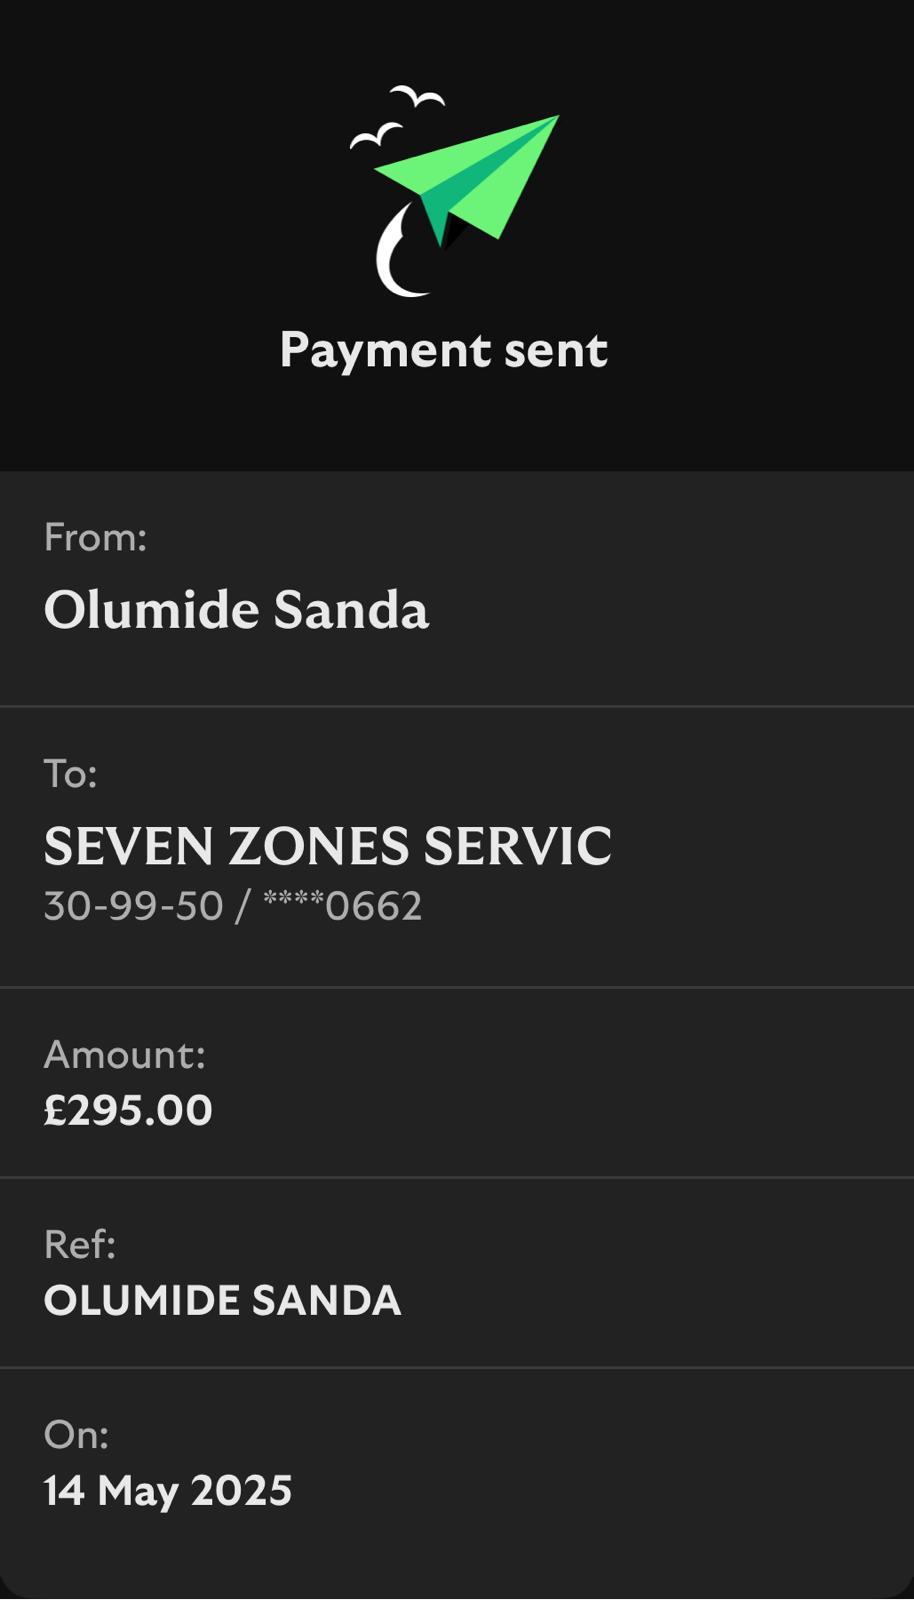 Payment sent
From:
Olumide Sanda
To:
SEVEN ZONES SERVIC
30-99-50 / ****0662
Amount:
£295.00
Ref:
OLUMIDE SANDA
On:
14 May 2025